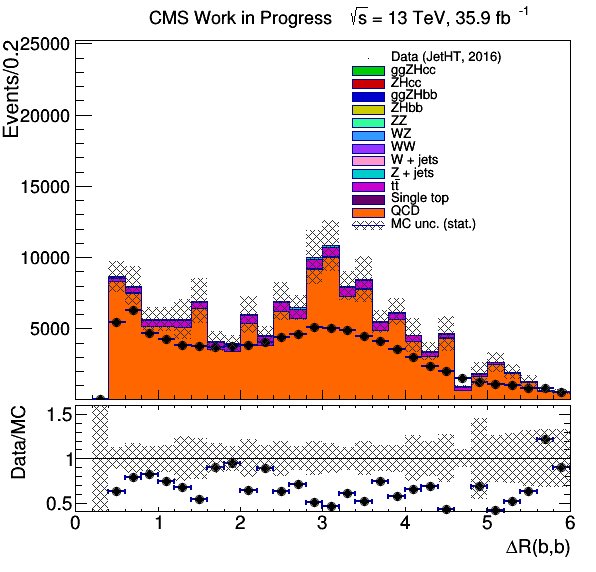 CMS Work in Progress √s = 13 TeV, 35.9 fb⁻¹
Events/0.2
25000
20000
15000
10000
5000
Data (JetHT, 2016)
ggZHcc
ZHcc
ggZHbb
ZHbb
ZZ
WZ
WW
W + jets
Z + jets
tt̄
Single top
QCD
MC unc. (stat.)
Data/MC
1.5
1
0.5
0 1 2 3 4 5 6
ΔR(b,b)